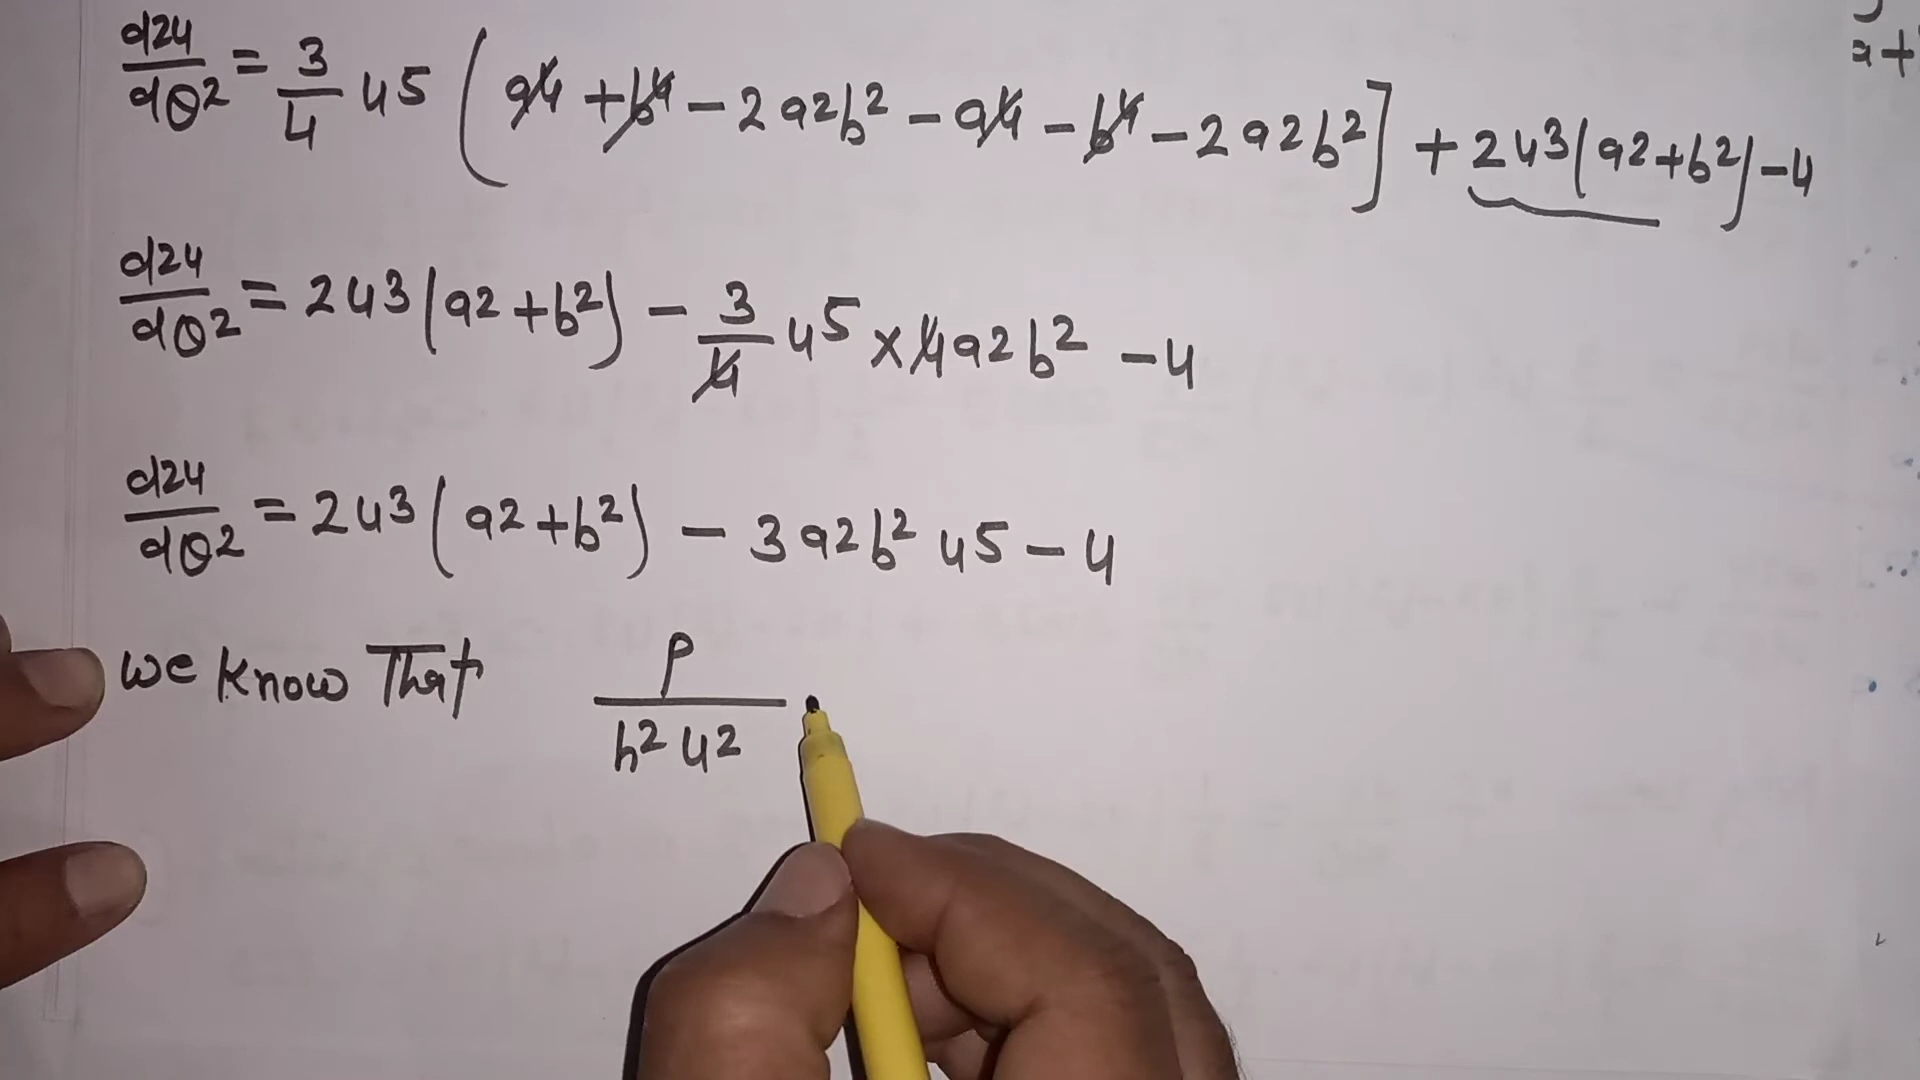 d²u/dθ² = 3/4 u⁵ ( a⁴ + b⁴ - 2a²b² - a⁴ - b⁴ - 2a²b² ] + 2u³(a²+b²) - u
a+
d²u/dθ² = 2u³(a²+b²) - 3/4 u⁵ × 4a²b² - u
d²u/dθ² = 2u³(a²+b²) - 3a²b²u⁵ - u
we know That P/h²u²